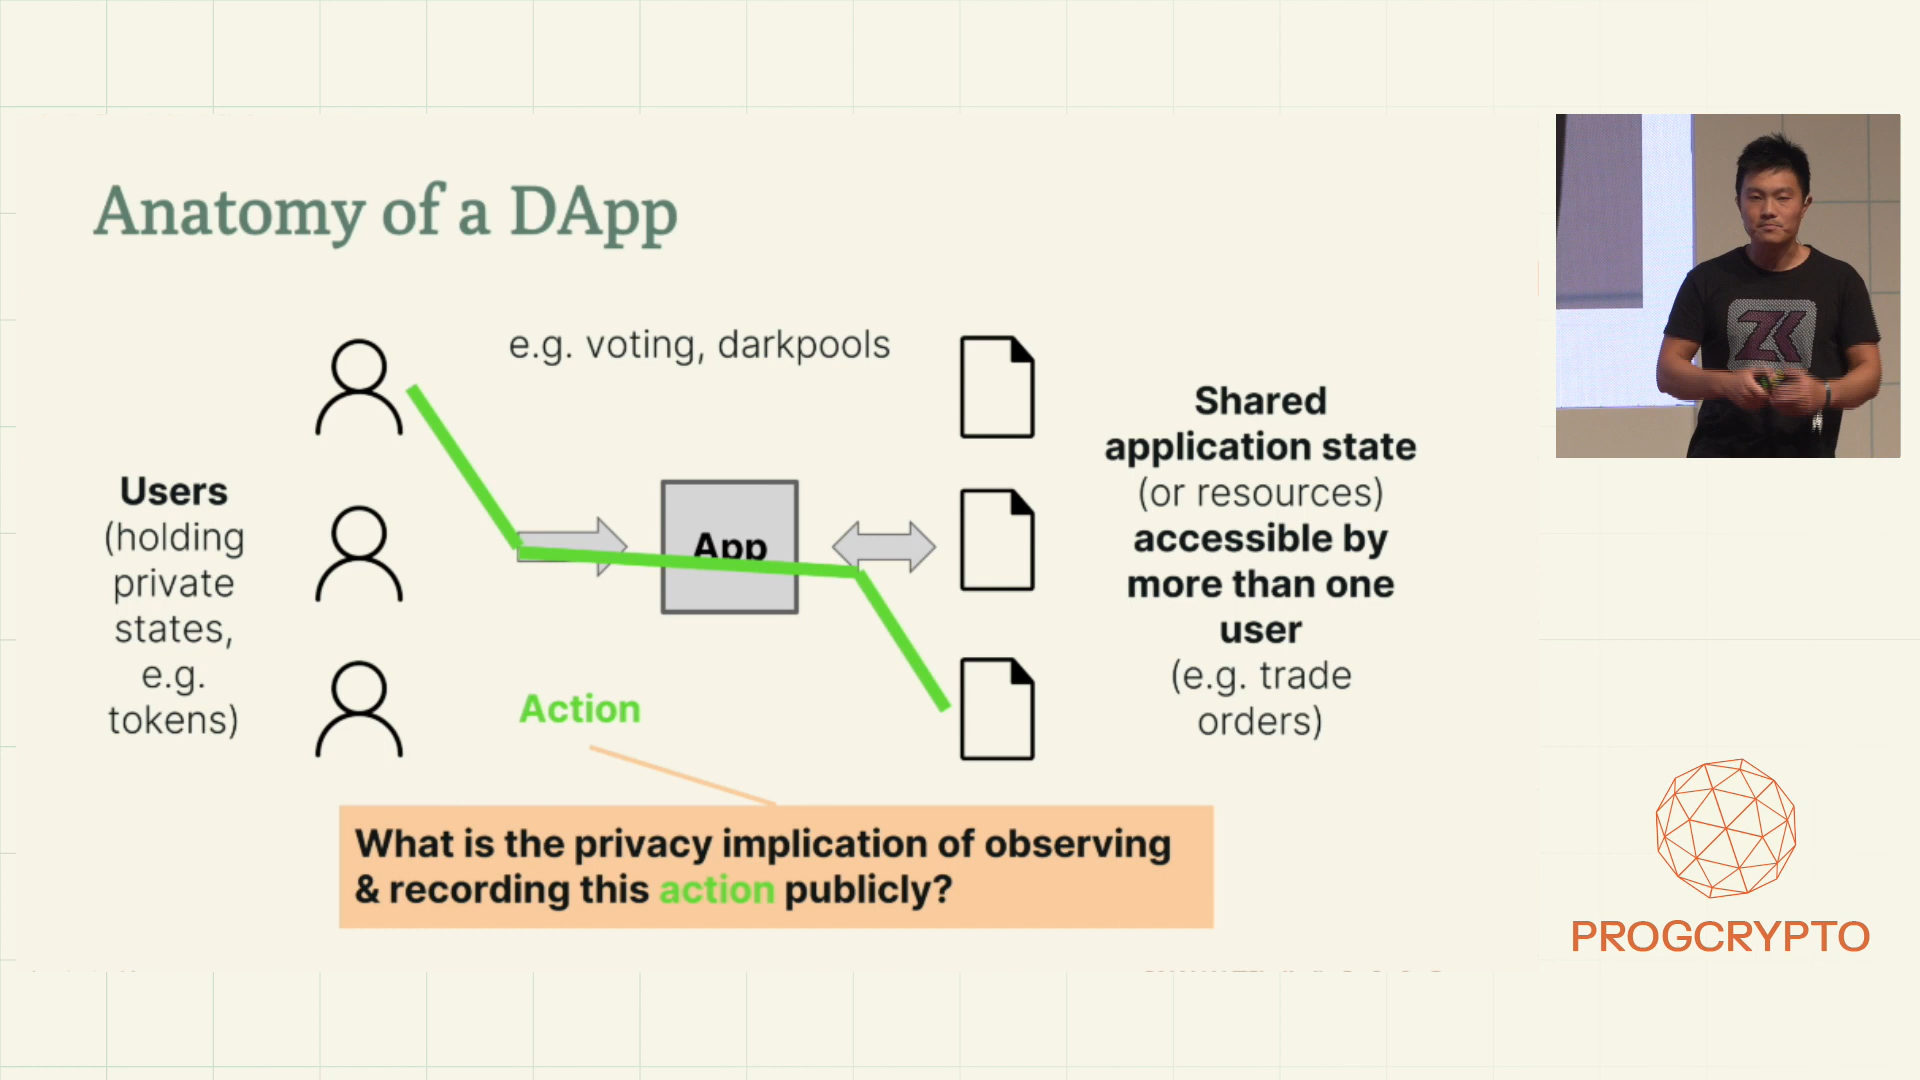 Anatomy of a DApp
e.g. voting, darkpools
Users
(holding
private
states,
e.g.
tokens)
App
Action
Shared
application state
(or resources)
accessible by
more than one
user
(e.g. trade
orders)
What is the privacy implication of observing
& recording this action publicly?
ZK
PROGCRYPTO